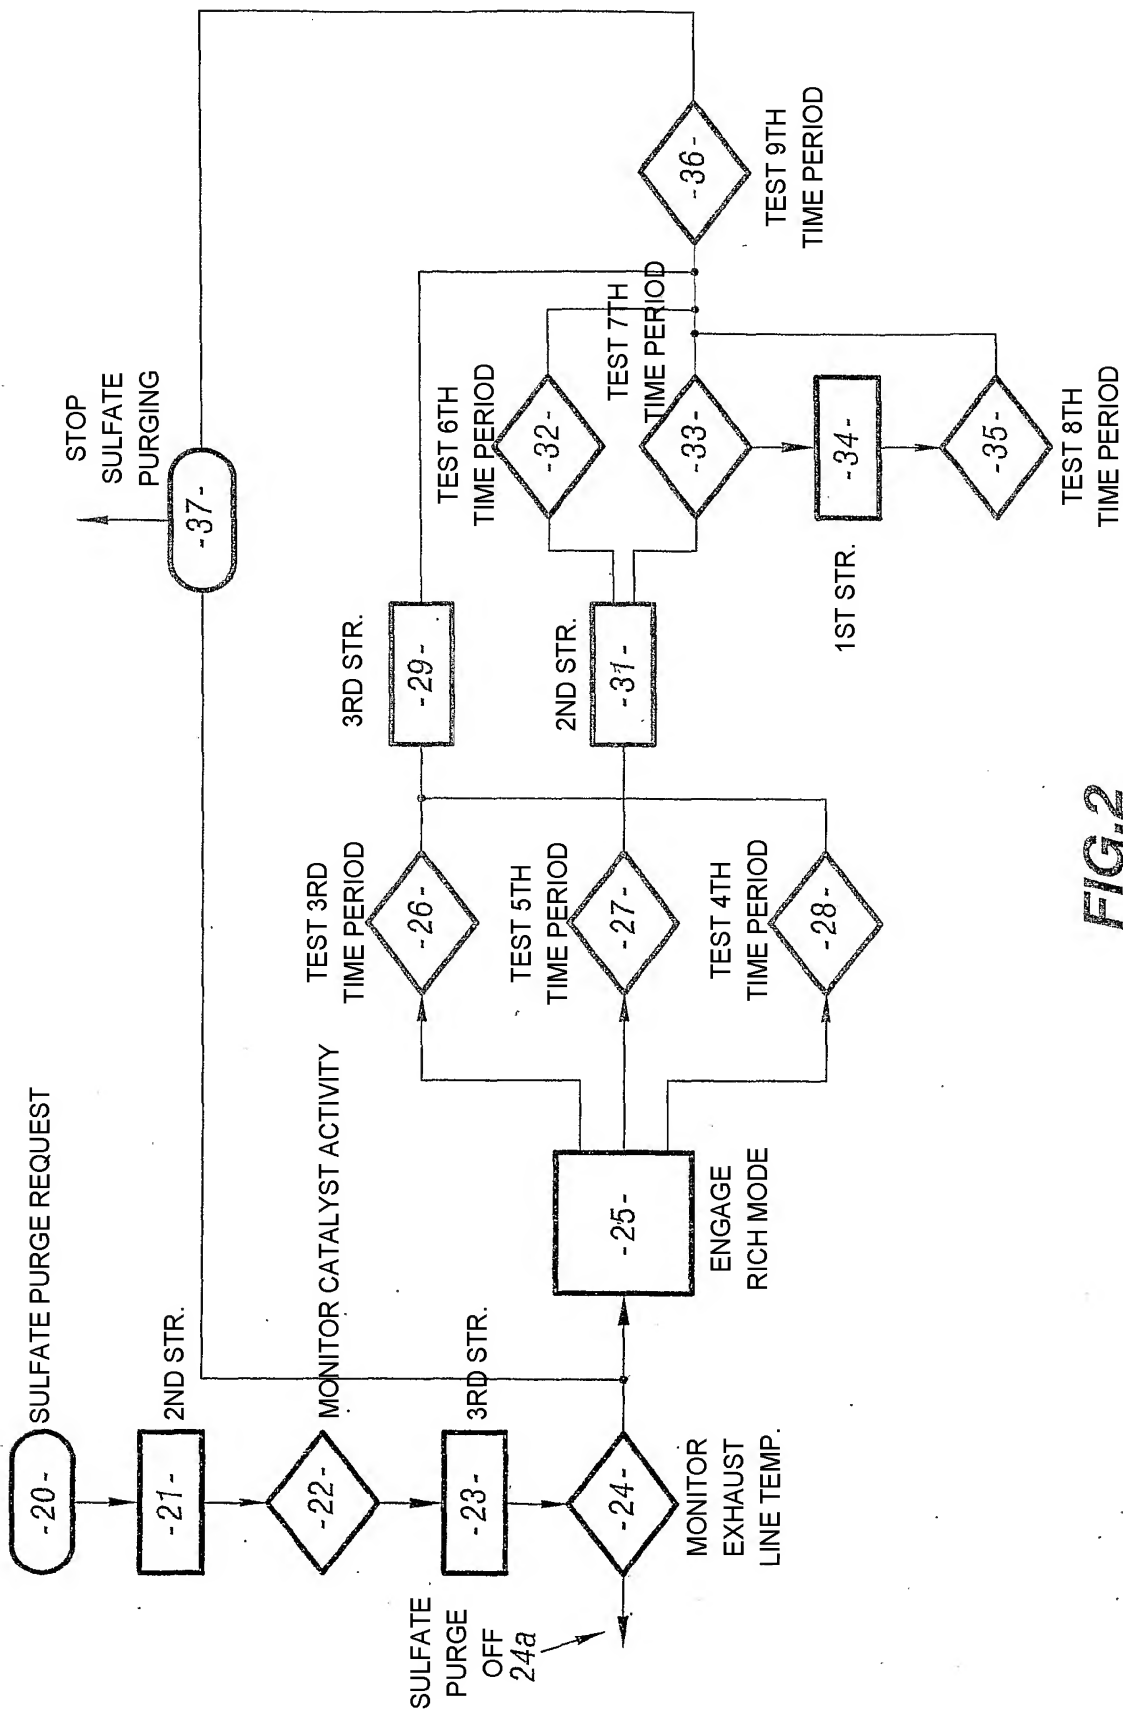 SULFATE PURGE REQUEST
-20-
2ND STR.
-21-
MONITOR CATALYST ACTIVITY
-22-
3RD STR.
-23-
SULFATE
PURGE
OFF
24a
-24-
MONITOR
EXHAUST
LINE TEMP.
-25-
ENGAGE
RICH MODE
TEST 3RD
TIME PERIOD
-26-
TEST 5TH
TIME PERIOD
-27-
TEST 4TH
TIME PERIOD
-28-
3RD STR.
-29-
2ND STR.
-31-
TEST 6TH
TIME PERIOD
-32-
TEST 7TH
TIME PERIOD
-33-
1ST STR.
-34-
-35-
TEST 8TH
TIME PERIOD
-36-
TEST 9TH
TIME PERIOD
STOP
SULFATE
PURGING
-37-
FIG.2